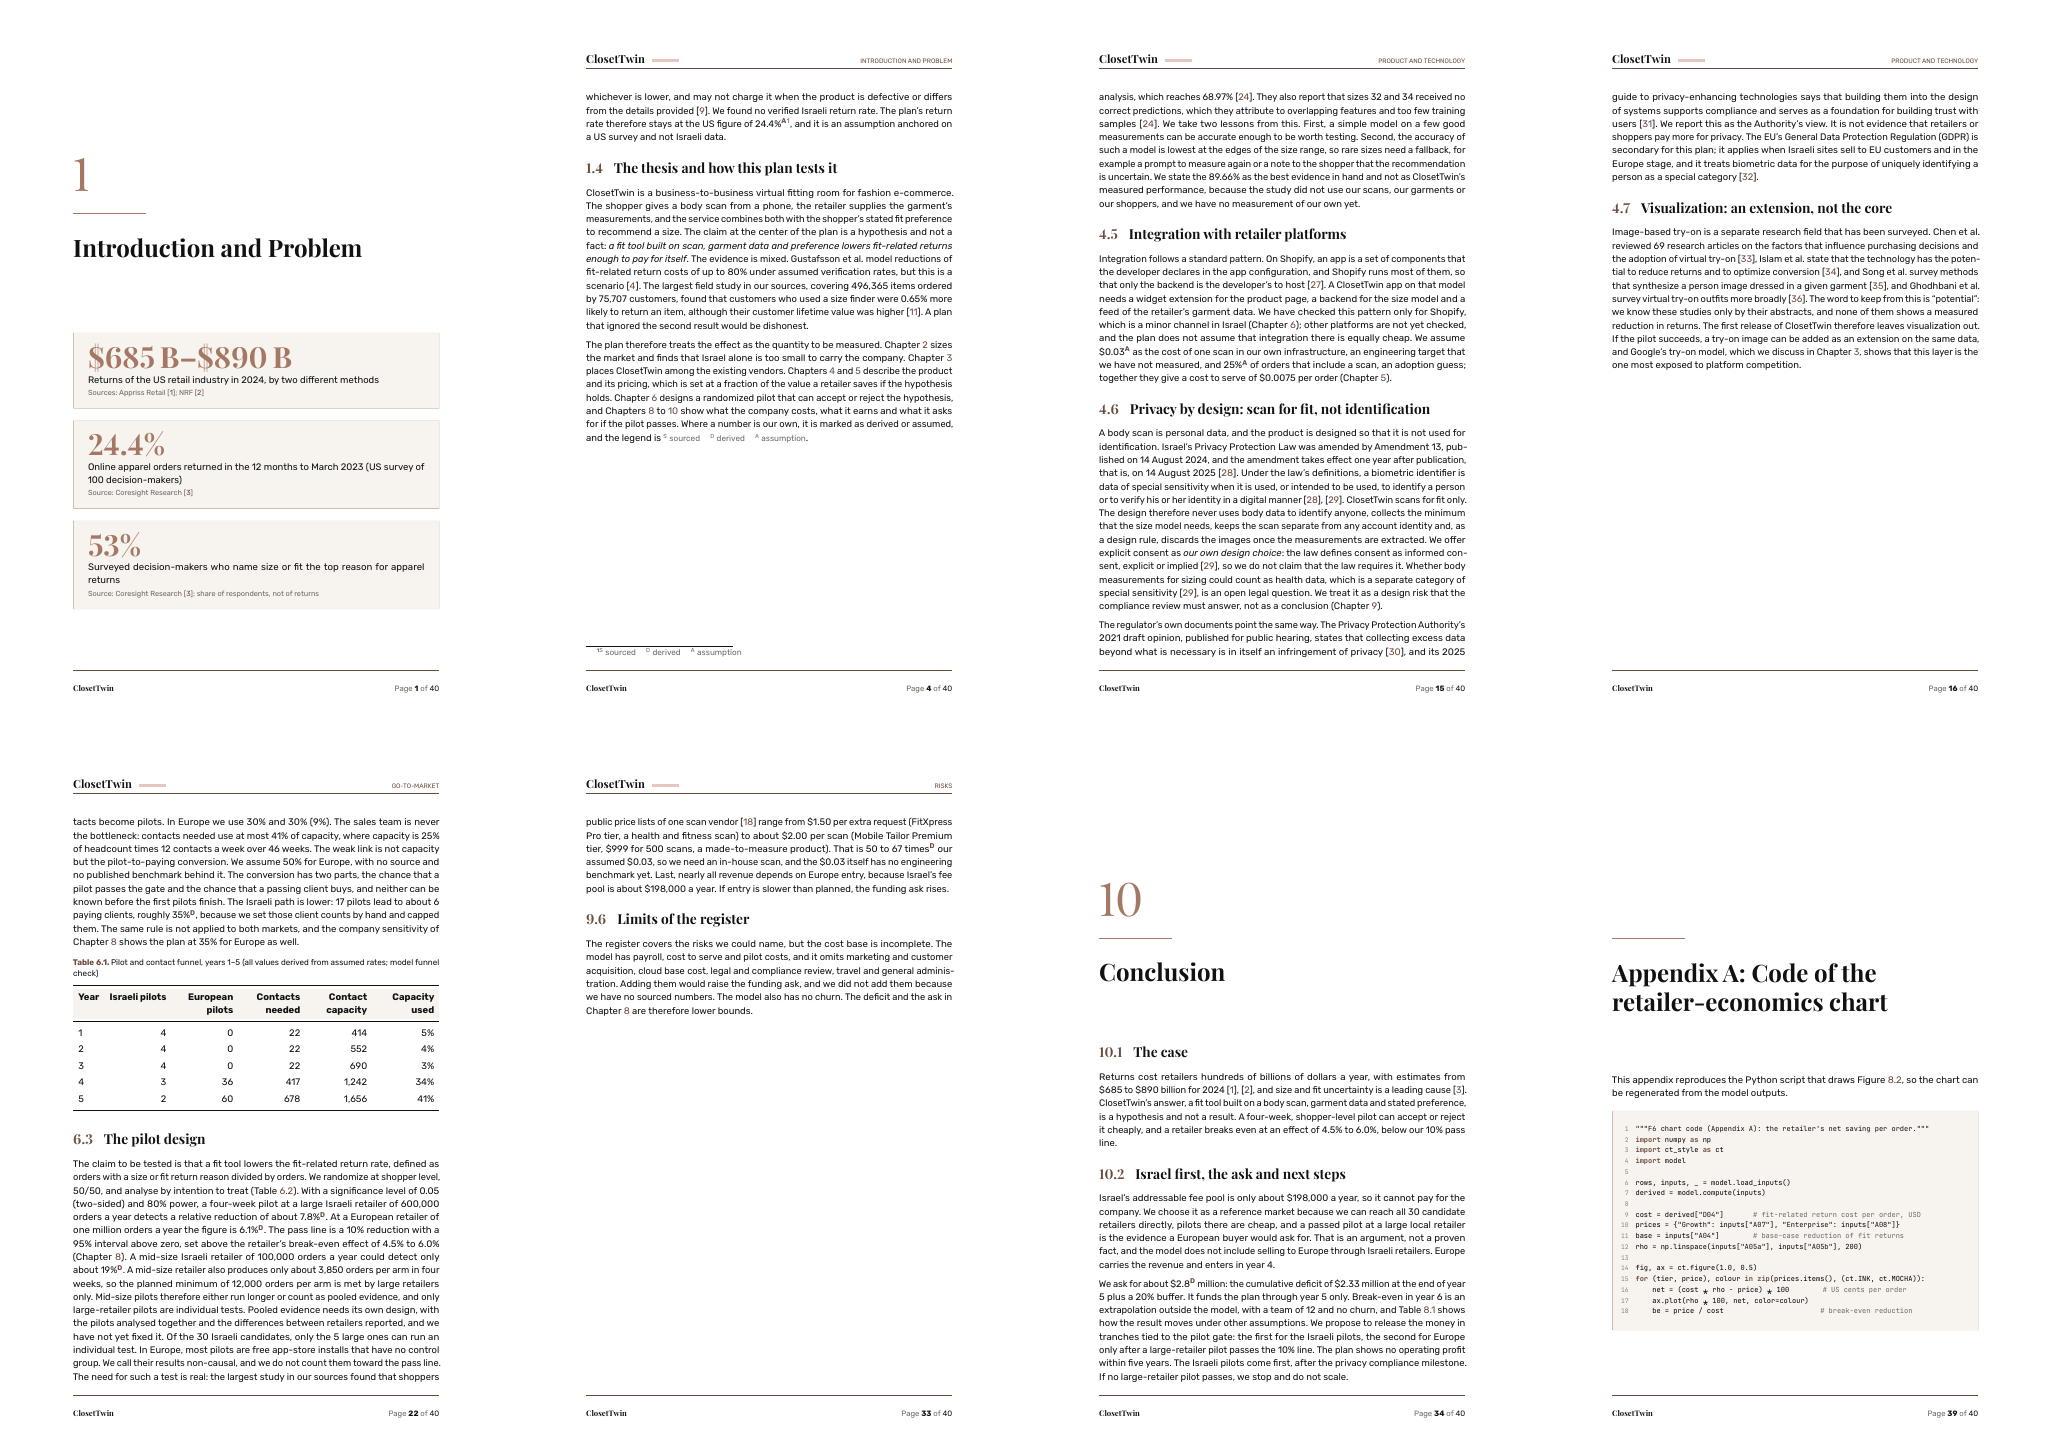 1
Introduction and Problem
$685 B–$890 B
Returns of the US retail industry in 2024, by two different methods
Sources: Appriss Retail [1]; NRF [2]
24.4%
Online apparel orders returned in the 12 months to March 2023 (US survey of
100 decision-makers)
Source: Coresight Research [3]
53%
Surveyed decision-makers who name size or fit the top reason for apparel
returns
Source: Coresight Research [3]; share of respondents, not of returns
ClosetTwin
Page 1 of 40
ClosetTwin
INTRODUCTION AND PROBLEM
whichever is lower, and may not charge it when the product is defective or differs
from the details provided [9]. We found no verified Israeli return rate. The plan's return
rate therefore stays at the US figure of 24.4%A1, and it is an assumption anchored on
a US survey and not Israeli data.
1.4 The thesis and how this plan tests it
ClosetTwin is a business-to-business virtual fitting room for fashion e-commerce.
The shopper gives a body scan from a phone, the retailer supplies the garment's
measurements, and the service combines both with the shopper's stated fit preference
to recommend a size. The claim at the center of the plan is a hypothesis and not a
fact: a fit tool built on scan, garment data and preference lowers fit-related returns
enough to pay for itself. The evidence is mixed. Gustafsson et al. model reductions of
fit-related return costs of up to 80% under assumed verification rates, but this is a
scenario [4]. The largest field study in our sources, covering 496,365 items ordered
by 75,707 customers, found that customers who used a size finder were 0.65% more
likely to return an item, although their customer lifetime value was higher [11]. A plan
that ignored the second result would be dishonest.
The plan therefore treats the effect as the quantity to be measured. Chapter 2 sizes
the market and finds that Israel alone is too small to carry the company. Chapter 3
places ClosetTwin among the existing vendors. Chapters 4 and 5 describe the product
and its pricing, which is set at a fraction of the value a retailer saves if the hypothesis
holds. Chapter 6 designs a randomized pilot that can accept or reject the hypothesis,
and Chapters 8 to 10 show what the company costs, what it earns and what it asks
for if the pilot passes. Where a number is our own, it is marked as derived or assumed,
and the legend is S sourced D derived A assumption.
1S sourced D derived A assumption
ClosetTwin
Page 4 of 40
ClosetTwin
PRODUCT AND TECHNOLOGY
analysis, which reaches 68.97% [24]. They also report that sizes 32 and 34 received no
correct predictions, which they attribute to overlapping features and too few training
samples [24]. We take two lessons from this. First, a simple model on a few good
measurements can be accurate enough to be worth testing. Second, the accuracy of
such a model is lowest at the edges of the size range, so rare sizes need a fallback, for
example a prompt to measure again or a note to the shopper that the recommendation
is uncertain. We state the 89.66% as the best evidence in hand and not as ClosetTwin's
measured performance, because the study did not use our scans, our garments or
our shoppers, and we have no measurement of our own yet.
4.5 Integration with retailer platforms
Integration follows a standard pattern. On Shopify, an app is a set of components that
the developer declares in the app configuration, and Shopify runs most of them, so
that only the backend is the developer's to host [27]. A ClosetTwin app on that model
needs a widget extension for the product page, a backend for the size model and a
feed of the retailer's garment data. We have checked this pattern only for Shopify,
which is a minor channel in Israel (Chapter 6); other platforms are not yet checked,
and the plan does not assume that integration there is equally cheap. We assume
$0.03A as the cost of one scan in our own infrastructure, an engineering target that
we have not measured, and 25%A of orders that include a scan, an adoption guess;
together they give a cost to serve of $0.0075 per order (Chapter 5).
4.6 Privacy by design: scan for fit, not identification
A body scan is personal data, and the product is designed so that it is not used for
identification. Israel's Privacy Protection Law was amended by Amendment 13, pub-
lished on 14 August 2024, and the amendment takes effect one year after publication,
that is, on 14 August 2025 [28]. Under the law's definitions, a biometric identifier is
data of special sensitivity when it is used, or intended to be used, to identify a person
or to verify his or her identity in a digital manner [28], [29]. ClosetTwin scans for fit only.
The design therefore never uses body data to identify anyone, collects the minimum
that the size model needs, keeps the scan separate from any account identity and, as
a design rule, discards the images once the measurements are extracted. We offer
explicit consent as our own design choice: the law defines consent as informed con-
sent, explicit or implied [29], so we do not claim that the law requires it. Whether body
measurements for sizing could count as health data, which is a separate category of
special sensitivity [29], is an open legal question. We treat it as a design risk that the
compliance review must answer, not as a conclusion (Chapter 9).
The regulator's own documents point the same way. The Privacy Protection Authority's
2021 draft opinion, published for public hearing, states that collecting excess data
beyond what is necessary is in itself an infringement of privacy [30], and its 2025
ClosetTwin
Page 15 of 40
ClosetTwin
PRODUCT AND TECHNOLOGY
guide to privacy-enhancing technologies says that building them into the design
of systems supports compliance and serves as a foundation for building trust with
users [31]. We report this as the Authority's view. It is not evidence that retailers or
shoppers pay more for privacy. The EU's General Data Protection Regulation (GDPR) is
secondary for this plan; it applies when Israeli sites sell to EU customers and in the
Europe stage, and it treats biometric data for the purpose of uniquely identifying a
person as a special category [32].
4.7 Visualization: an extension, not the core
Image-based try-on is a separate research field that has been surveyed. Chen et al.
reviewed 69 research articles on the factors that influence purchasing decisions and
the adoption of virtual try-on [33], Islam et al. state that the technology has the poten-
tial to reduce returns and to optimize conversion [34], and Song et al. survey methods
that synthesize a person image dressed in a given garment [35], and Ghodhbani et al.
survey virtual try-on outfits more broadly [36]. The word to keep from this is "potential":
we know these studies only by their abstracts, and none of them shows a measured
reduction in returns. The first release of ClosetTwin therefore leaves visualization out.
If the pilot succeeds, a try-on image can be added as an extension on the same data,
and Google's try-on model, which we discuss in Chapter 3, shows that this layer is the
one most exposed to platform competition.
ClosetTwin
Page 16 of 40
ClosetTwin
GO-TO-MARKET
tacts become pilots. In Europe we use 30% and 30% (9%). The sales team is never
the bottleneck: contacts needed use at most 41% of capacity, where capacity is 25%
of headcount times 12 contacts a week over 46 weeks. The weak link is not capacity
but the pilot-to-paying conversion. We assume 50% for Europe, with no source and
no published benchmark behind it. The conversion has two parts, the chance that a
pilot passes the gate and the chance that a passing client buys, and neither can be
known before the first pilots finish. The Israeli path is lower: 17 pilots lead to about 6
paying clients, roughly 35%D, because we set those client counts by hand and capped
them. The same rule is not applied to both markets, and the company sensitivity of
Chapter 8 shows the plan at 35% for Europe as well.
Table 6.1. Pilot and contact funnel, years 1–5 (all values derived from assumed rates; model funnel
check)
Year Israeli pilots European pilots Contacts needed Contact capacity Capacity used
1 4 0 22 414 5%
2 4 0 22 552 4%
3 4 0 22 690 3%
4 3 36 417 1,242 34%
5 2 60 678 1,656 41%
6.3 The pilot design
The claim to be tested is that a fit tool lowers the fit-related return rate, defined as
orders with a size or fit return reason divided by orders. We randomize at shopper level,
50/50, and analyse by intention to treat (Table 6.2). With a significance level of 0.05
(two-sided) and 80% power, a four-week pilot at a large Israeli retailer of 600,000
orders a year detects a relative reduction of about 7.8%D. At a European retailer of
one million orders a year the figure is 6.1%D. The pass line is a 10% reduction with a
95% interval above zero, set above the retailer's break-even effect of 4.5% to 6.0%
(Chapter 8). A mid-size Israeli retailer of 100,000 orders a year could detect only
about 19%D. A mid-size retailer also produces only about 3,850 orders per arm in four
weeks, so the planned minimum of 12,000 orders per arm is met by large retailers
only. Mid-size pilots therefore either run longer or count as pooled evidence, and only
large-retailer pilots are individual tests. Pooled evidence needs its own design, with
the pilots analysed together and the differences between retailers reported, and we
have not yet fixed it. Of the 30 Israeli candidates, only the 5 large ones can run an
individual test. In Europe, most pilots are free app-store installs that have no control
group. We call their results non-causal, and we do not count them toward the pass line.
The need for such a test is real: the largest study in our sources found that shoppers
ClosetTwin
Page 22 of 40
ClosetTwin
RISKS
public price lists of one scan vendor [18] range from $1.50 per extra request (FitXpress
Pro tier, a health and fitness scan) to about $2.00 per scan (Mobile Tailor Premium
tier, $999 for 500 scans, a made-to-measure product). That is 50 to 67 timesD our
assumed $0.03, so we need an in-house scan, and the $0.03 itself has no engineering
benchmark yet. Last, nearly all revenue depends on Europe entry, because Israel's fee
pool is about $198,000 a year. If entry is slower than planned, the funding ask rises.
9.6 Limits of the register
The register covers the risks we could name, but the cost base is incomplete. The
model has payroll, cost to serve and pilot costs, and it omits marketing and customer
acquisition, cloud base cost, legal and compliance review, travel and general adminis-
tration. Adding them would raise the funding ask, and we did not add them because
we have no sourced numbers. The model also has no churn. The deficit and the ask in
Chapter 8 are therefore lower bounds.
ClosetTwin
Page 33 of 40
10
Conclusion
10.1 The case
Returns cost retailers hundreds of billions of dollars a year, with estimates from
$685 to $890 billion for 2024 [1], [2], and size and fit uncertainty is a leading cause [3].
ClosetTwin's answer, a fit tool built on a body scan, garment data and stated preference,
is a hypothesis and not a result. A four-week, shopper-level pilot can accept or reject
it cheaply, and a retailer breaks even at an effect of 4.5% to 6.0%, below our 10% pass
line.
10.2 Israel first, the ask and next steps
Israel's addressable fee pool is only about $198,000 a year, so it cannot pay for the
company. We choose it as a reference market because we can reach all 30 candidate
retailers directly, pilots there are cheap, and a passed pilot at a large local retailer
is the evidence a European buyer would ask for. That is an argument, not a proven
fact, and the model does not include selling to Europe through Israeli retailers. Europe
carries the revenue and enters in year 4.
We ask for about $2.8D million: the cumulative deficit of $2.33 million at the end of year
5 plus a 20% buffer. It funds the plan through year 5 only. Break-even in year 6 is an
extrapolation outside the model, with a team of 12 and no churn, and Table 8.1 shows
how the result moves under other assumptions. We propose to release the money in
tranches tied to the pilot gate: the first for the Israeli pilots, the second for Europe
only after a large-retailer pilot passes the 10% line. The plan shows no operating profit
within five years. The Israeli pilots come first, after the privacy compliance milestone.
If no large-retailer pilot passes, we stop and do not scale.
ClosetTwin
Page 34 of 40
Appendix A: Code of the
retailer-economics chart
This appendix reproduces the Python script that draws Figure 8.2, so the chart can
be regenerated from the model outputs.
1 """F6 chart code (Appendix A): the retailer's net saving per order."""
2 import numpy as np
3 import ct_style as ct
4 import model
5
6 rows, inputs, _ = model.load_inputs()
7 derived = model.compute(inputs)
8
9 cost = derived["D04"] # fit-related return cost per order, USD
10 prices = {"Growth": inputs["A07"], "Enterprise": inputs["A08"]}
11 base = inputs["A04"] # base-case reduction of fit returns
12 rho = np.linspace(inputs["A05a"], inputs["A05b"], 200)
13
14 fig, ax = ct.figure(1.0, 0.5)
15 for (tier, price), colour in zip(prices.items(), (ct.INK, ct.MOCHA)):
16 net = (cost * rho - price) * 100 # US cents per order
17 ax.plot(rho * 100, net, color=colour)
18 be = price / cost # break-even reduction
ClosetTwin
Page 39 of 40